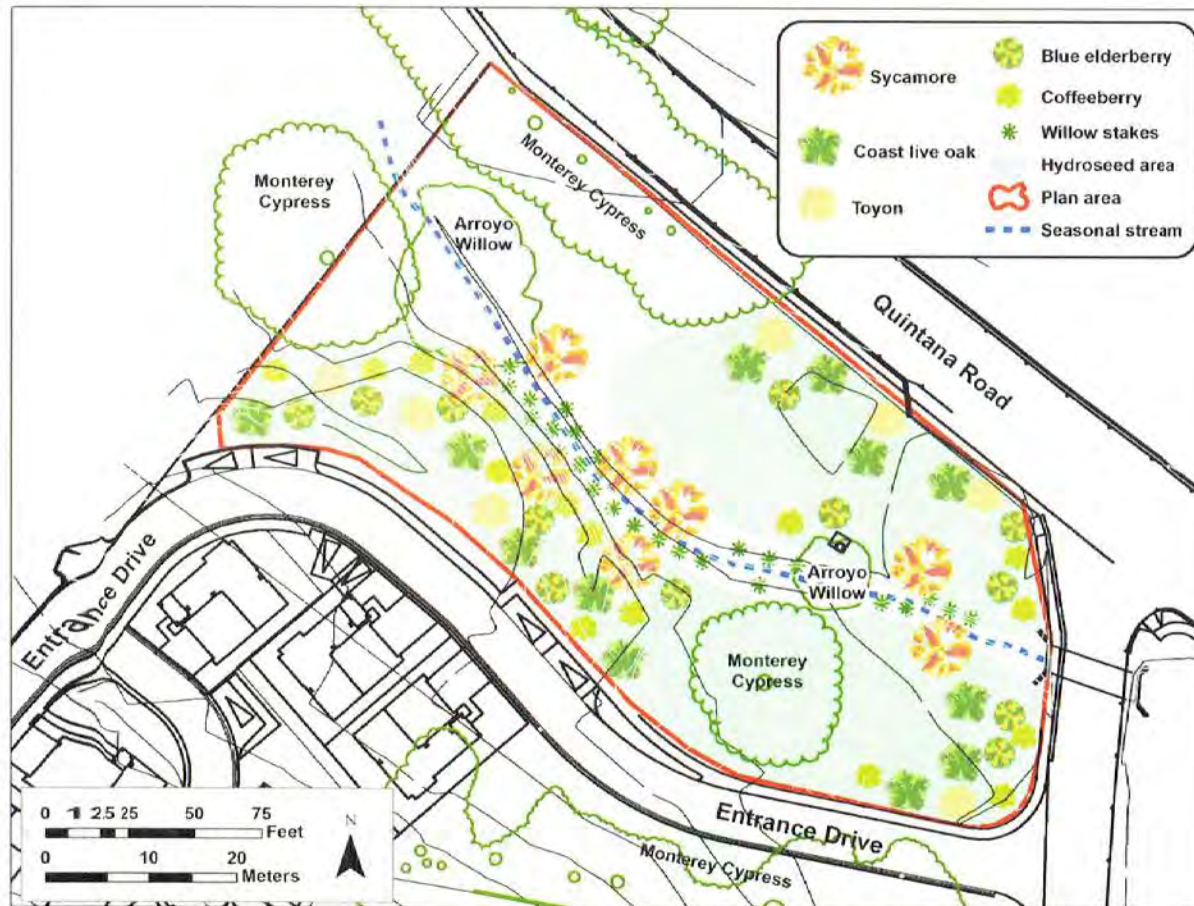 Sycamore
Coast live oak
Toyon
Blue elderberry
Coffeeberry
Willow stakes
Hydroseed area
Plan area
Seasonal stream
Monterey
Cypress
Arroyo
Willow
Monterey Cypress
Quintana Road
Arroyo
Willow
Monterey
Cypress
Entrance Drive
Entrance Drive
Monterey Cypress
0 12.5 25 50 75
Feet
0 10 20
Meters
N